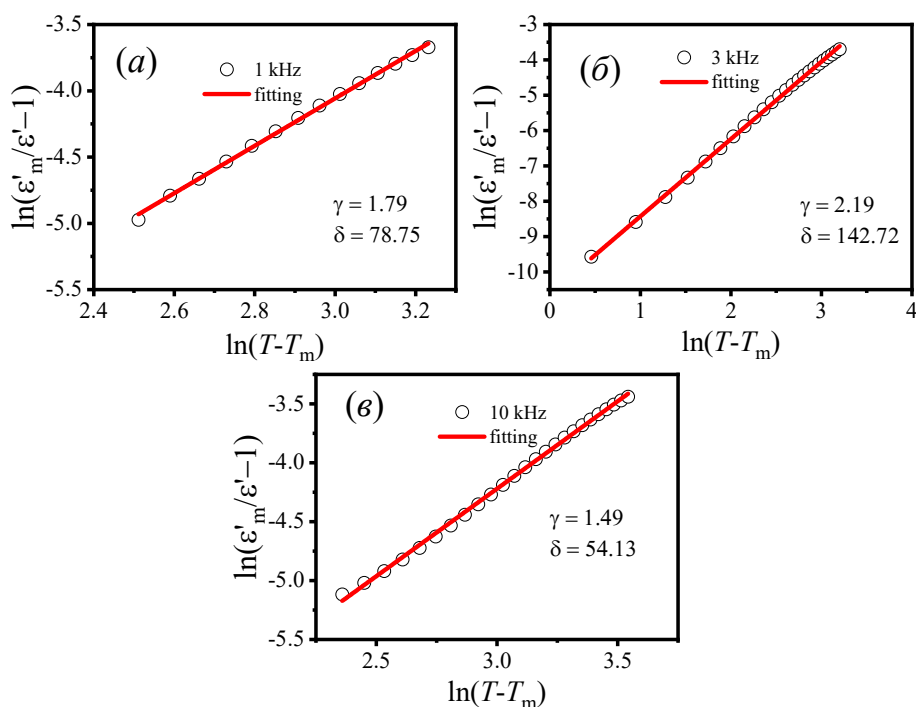 (а)
1 kHz
fitting
γ = 1.79
δ = 78.75
ln(ε'm/ε'−1)
-3.5
-4.0
-4.5
-5.0
-5.5
2.4 2.6 2.8 3.0 3.2
ln(T-Tm)
(б)
3 kHz
fitting
γ = 2.19
δ = 142.72
ln(ε'm/ε'−1)
-3
-4
-5
-6
-7
-8
-9
-10
0 1 2 3 4
ln(T-Tm)
(в)
10 kHz
fitting
γ = 1.49
δ = 54.13
ln(ε'm/ε'−1)
-3.5
-4.0
-4.5
-5.0
-5.5
2.5 3.0 3.5
ln(T-Tm)